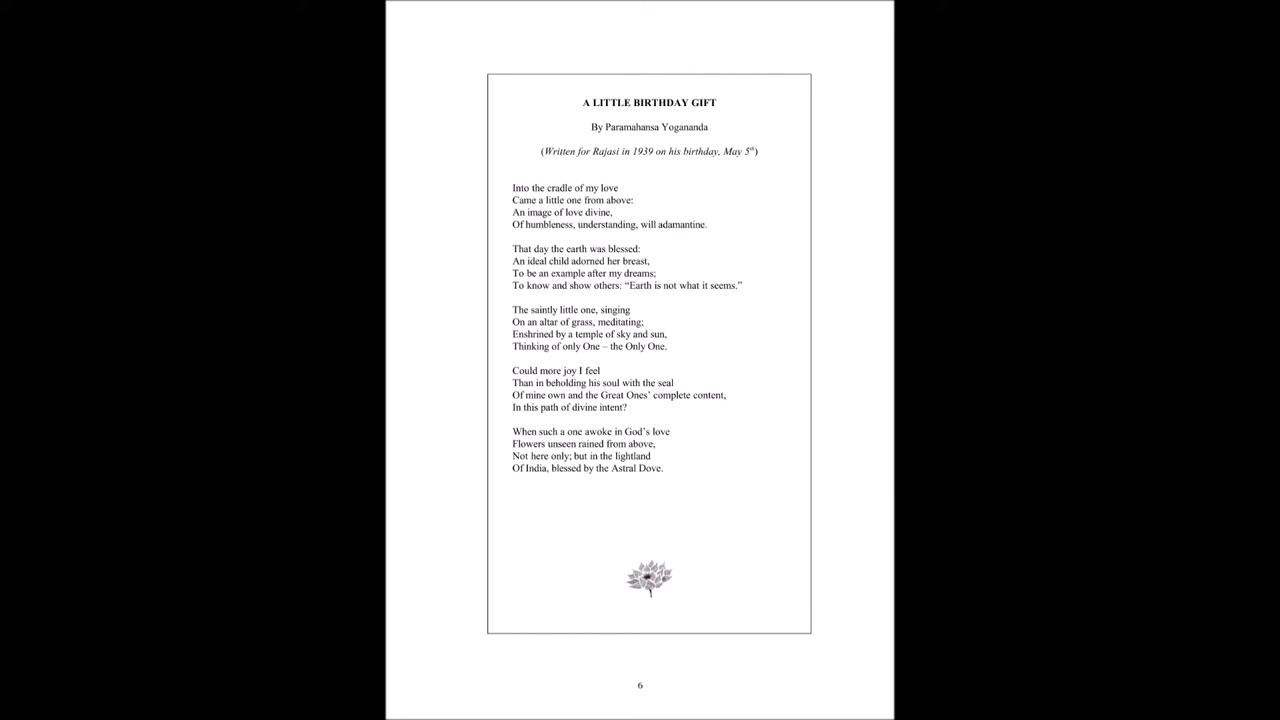 A LITTLE BIRTHDAY GIFT
By Paramahansa Yogananda
(Written for Rajasi in 1939 on his birthday, May 5th)
Into the cradle of my love
Came a little one from above:
An image of love divine,
Of humbleness, understanding, will adamantine.
That day the earth was blessed:
An ideal child adorned her breast,
To be an example after my dreams;
To know and show others: “Earth is not what it seems.”
The saintly little one, singing
On an altar of grass, meditating;
Enshrined by a temple of sky and sun,
Thinking of only One – the Only One.
Could more joy I feel
Than in beholding his soul with the seal
Of mine own and the Great Ones’ complete content,
In this path of divine intent?
When such a one awoke in God’s love
Flowers unseen rained from above,
Not here only; but in the lightland
Of India, blessed by the Astral Dove.
6